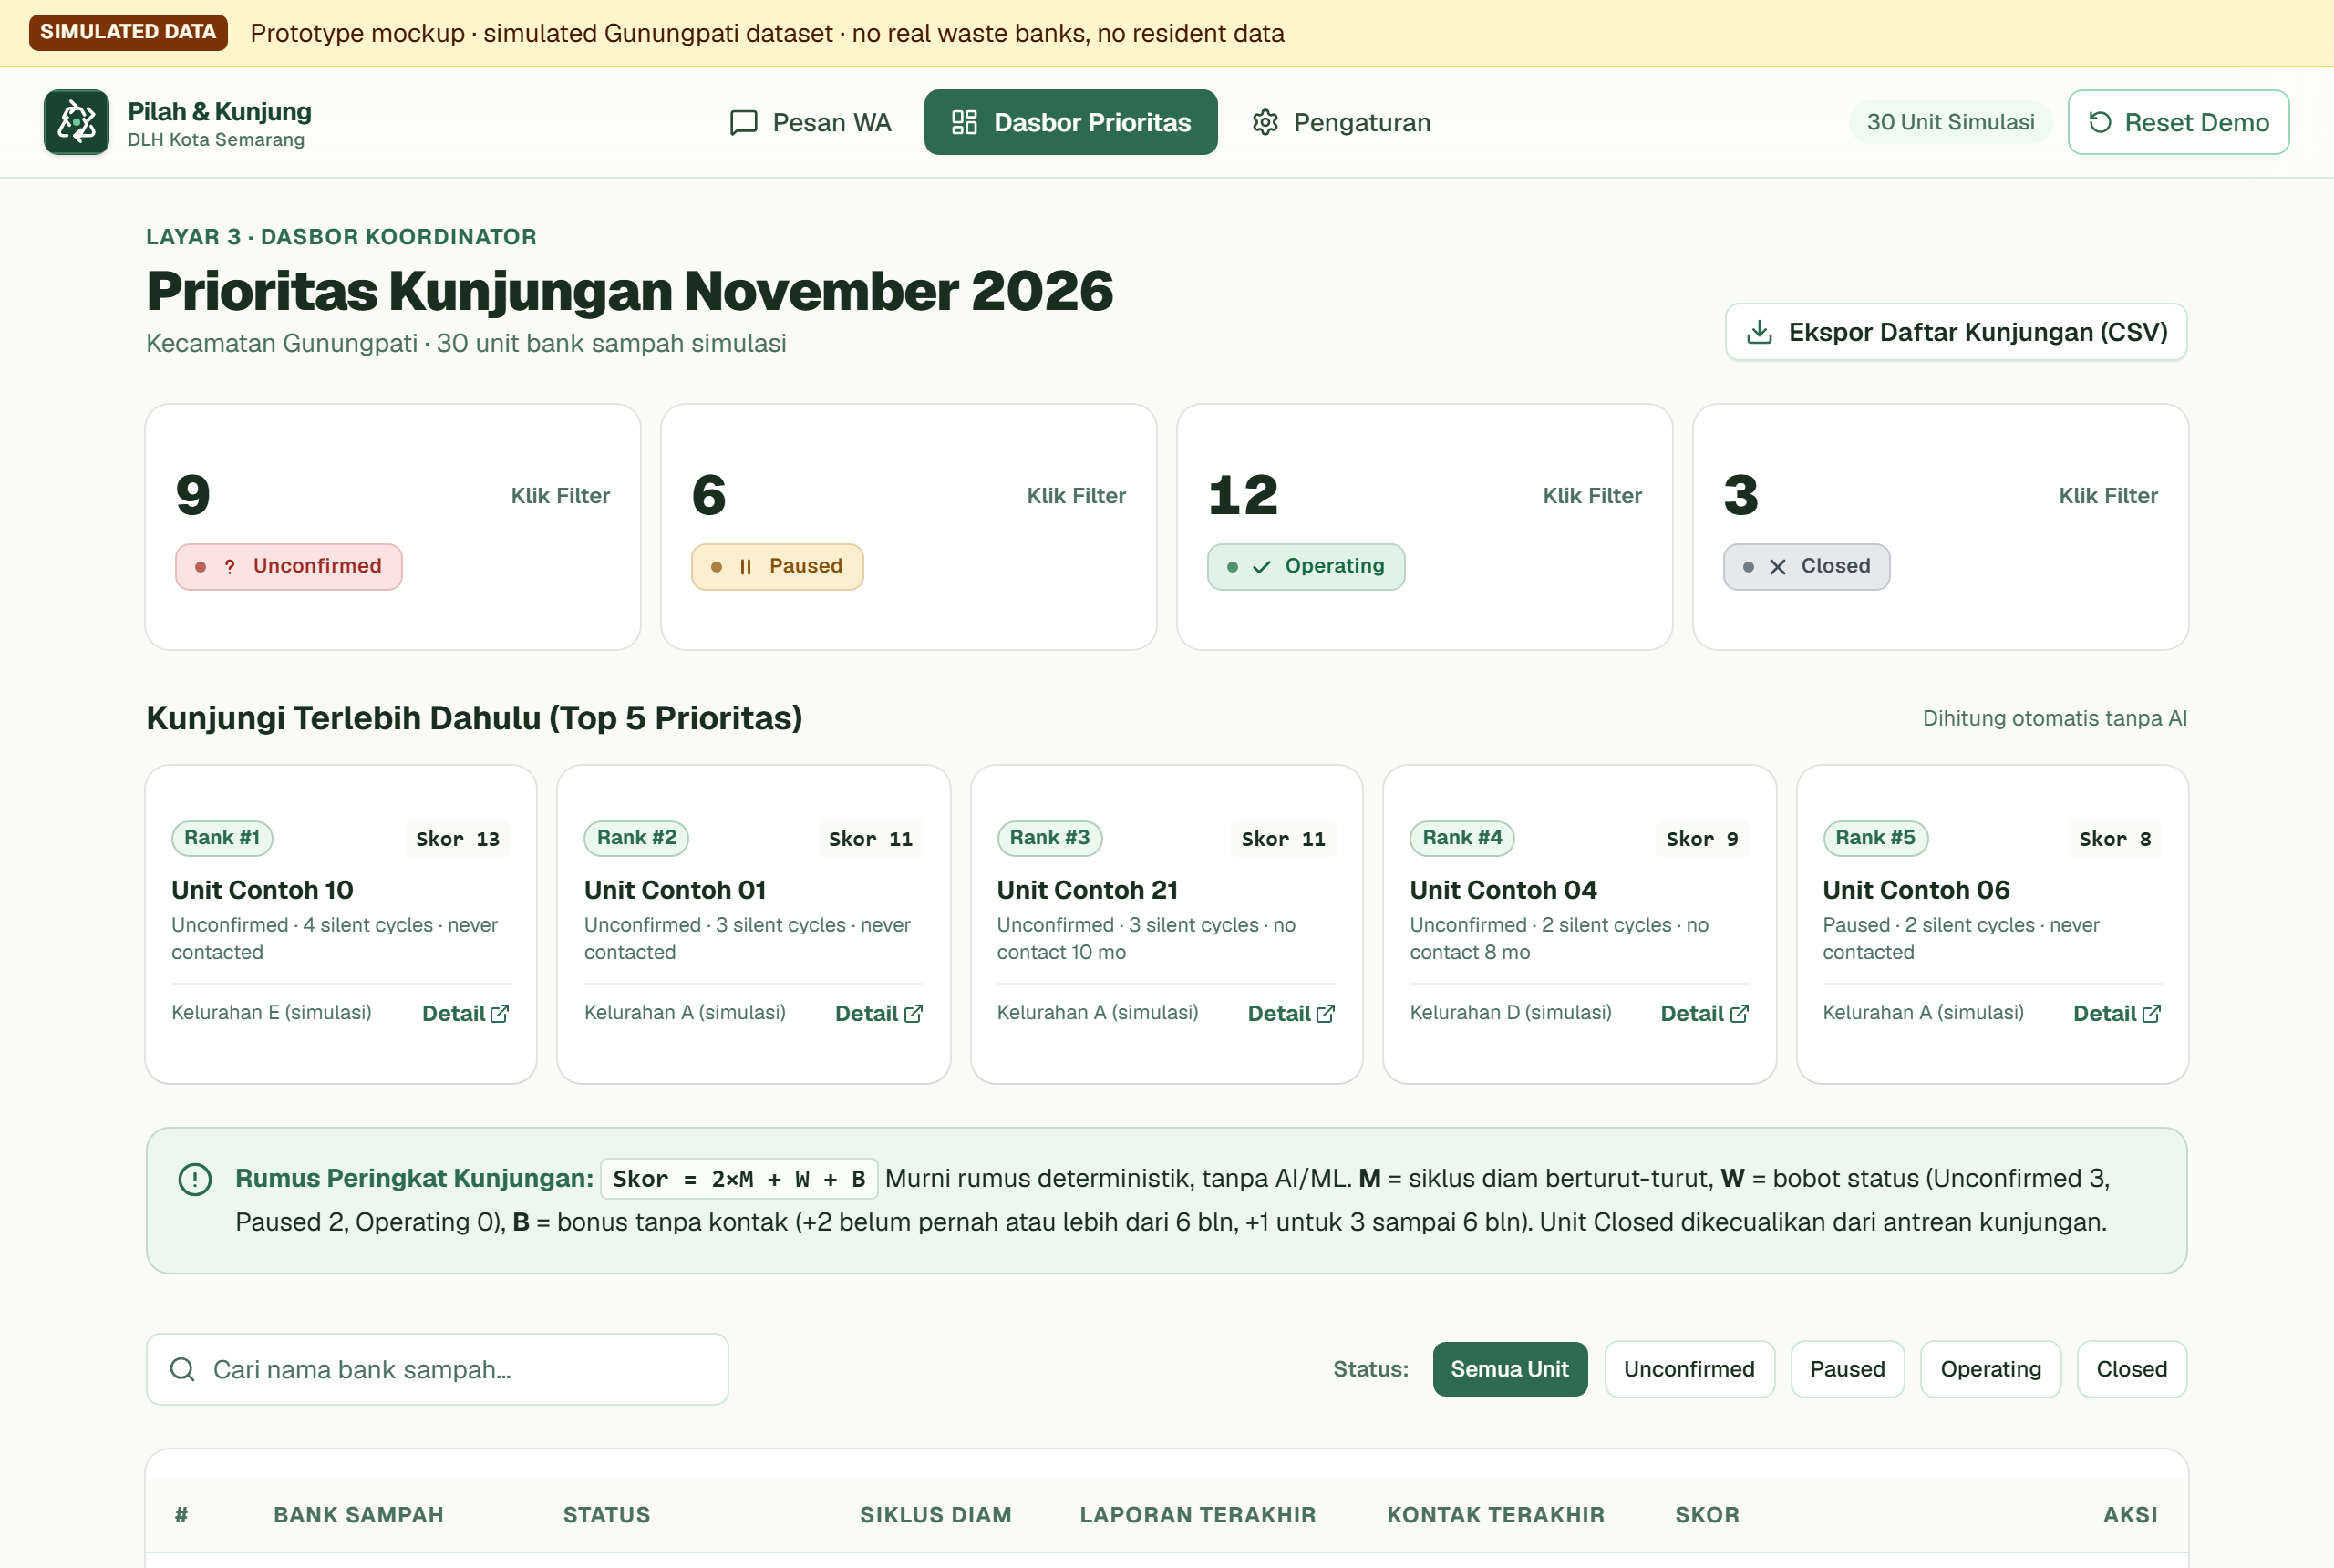 SIMULATED DATA Prototype mockup · simulated Gunungpati dataset · no real waste banks, no resident data
Pilah & Kunjung
DLH Kota Semarang
Pesan WA
Dasbor Prioritas
Pengaturan
30 Unit Simulasi
Reset Demo
LAYAR 3 · DASBOR KOORDINATOR
Prioritas Kunjungan November 2026
Kecamatan Gunungpati · 30 unit bank sampah simulasi
Ekspor Daftar Kunjungan (CSV)
9 Klik Filter
? Unconfirmed
6 Klik Filter
Paused
12 Klik Filter
Operating
3 Klik Filter
Closed
Kunjungi Terlebih Dahulu (Top 5 Prioritas)
Dihitung otomatis tanpa AI
Rank #1 Skor 13
Unit Contoh 10
Unconfirmed · 4 silent cycles · never
contacted
Kelurahan E (simulasi) Detail
Rank #2 Skor 11
Unit Contoh 01
Unconfirmed · 3 silent cycles · never
contacted
Kelurahan A (simulasi) Detail
Rank #3 Skor 11
Unit Contoh 21
Unconfirmed · 3 silent cycles · no
contact 10 mo
Kelurahan A (simulasi) Detail
Rank #4 Skor 9
Unit Contoh 04
Unconfirmed · 2 silent cycles · no
contact 8 mo
Kelurahan D (simulasi) Detail
Rank #5 Skor 8
Unit Contoh 06
Paused · 2 silent cycles · never
contacted
Kelurahan A (simulasi) Detail
Rumus Peringkat Kunjungan: Skor = 2×M + W + B Murni rumus deterministik, tanpa AI/ML. M = siklus diam berturut-turut, W = bobot status (Unconfirmed 3,
Paused 2, Operating 0), B = bonus tanpa kontak (+2 belum pernah atau lebih dari 6 bln, +1 untuk 3 sampai 6 bln). Unit Closed dikecualikan dari antrean kunjungan.
Cari nama bank sampah...
Status: Semua Unit Unconfirmed Paused Operating Closed
# BANK SAMPAH STATUS SIKLUS DIAM LAPORAN TERAKHIR KONTAK TERAKHIR SKOR AKSI